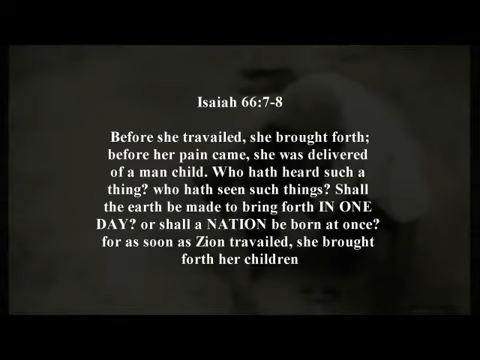 Isaiah 66:7-8
Before she travailed, she brought forth;
before her pain came, she was delivered
of a man child. Who hath heard such a
thing? who hath seen such things? Shall
the earth be made to bring forth IN ONE
DAY? or shall a NATION be born at once?
for as soon as Zion travailed, she brought
forth her children